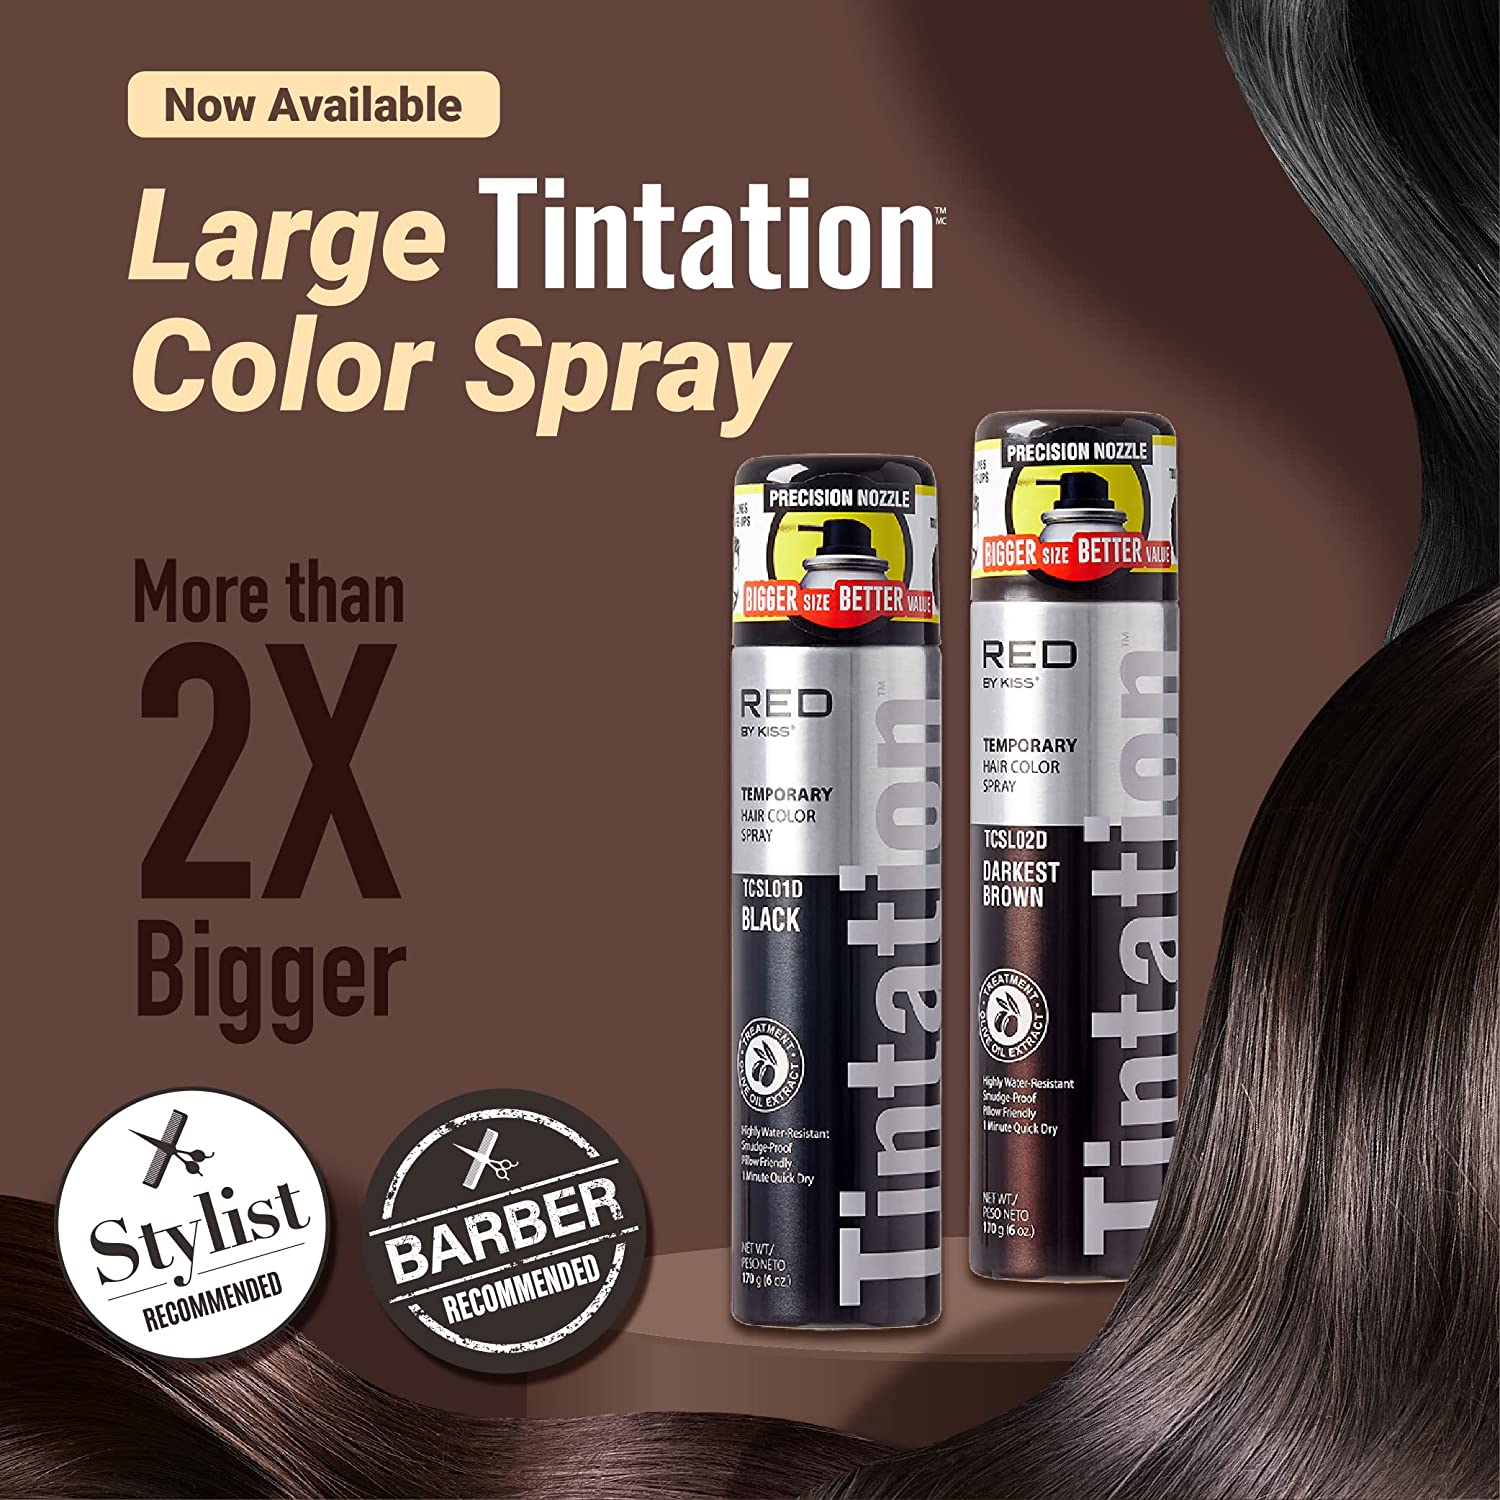 Now Available
Large Tintation™ MC
Color Spray
More than
2X
Bigger
Stylist
RECOMMENDED
BARBER
RECOMMENDED
PRECISION NOZZLE
BIGGER SIZE BETTER VALUE
RED
BY KISS®
TEMPORARY
HAIR COLOR
SPRAY
TCSL01D
BLACK
TREATMENT
OLIVE OIL EXTRACT
Highly Water-Resistant
Smudge-Proof
Pillow Friendly
1 Minute Quick Dry
NET WT/
PESO NETO
170 g (6 oz.)
Tintation™
PRECISION NOZZLE
BIGGER SIZE BETTER VALUE
RED
BY KISS®
TEMPORARY
HAIR COLOR
SPRAY
TCSL02D
DARKEST
BROWN
TREATMENT
OLIVE OIL EXTRACT
Highly Water-Resistant
Smudge-Proof
Pillow Friendly
1 Minute Quick Dry
NET WT/
PESO NETO
170 g (6 oz.)
Tintation™